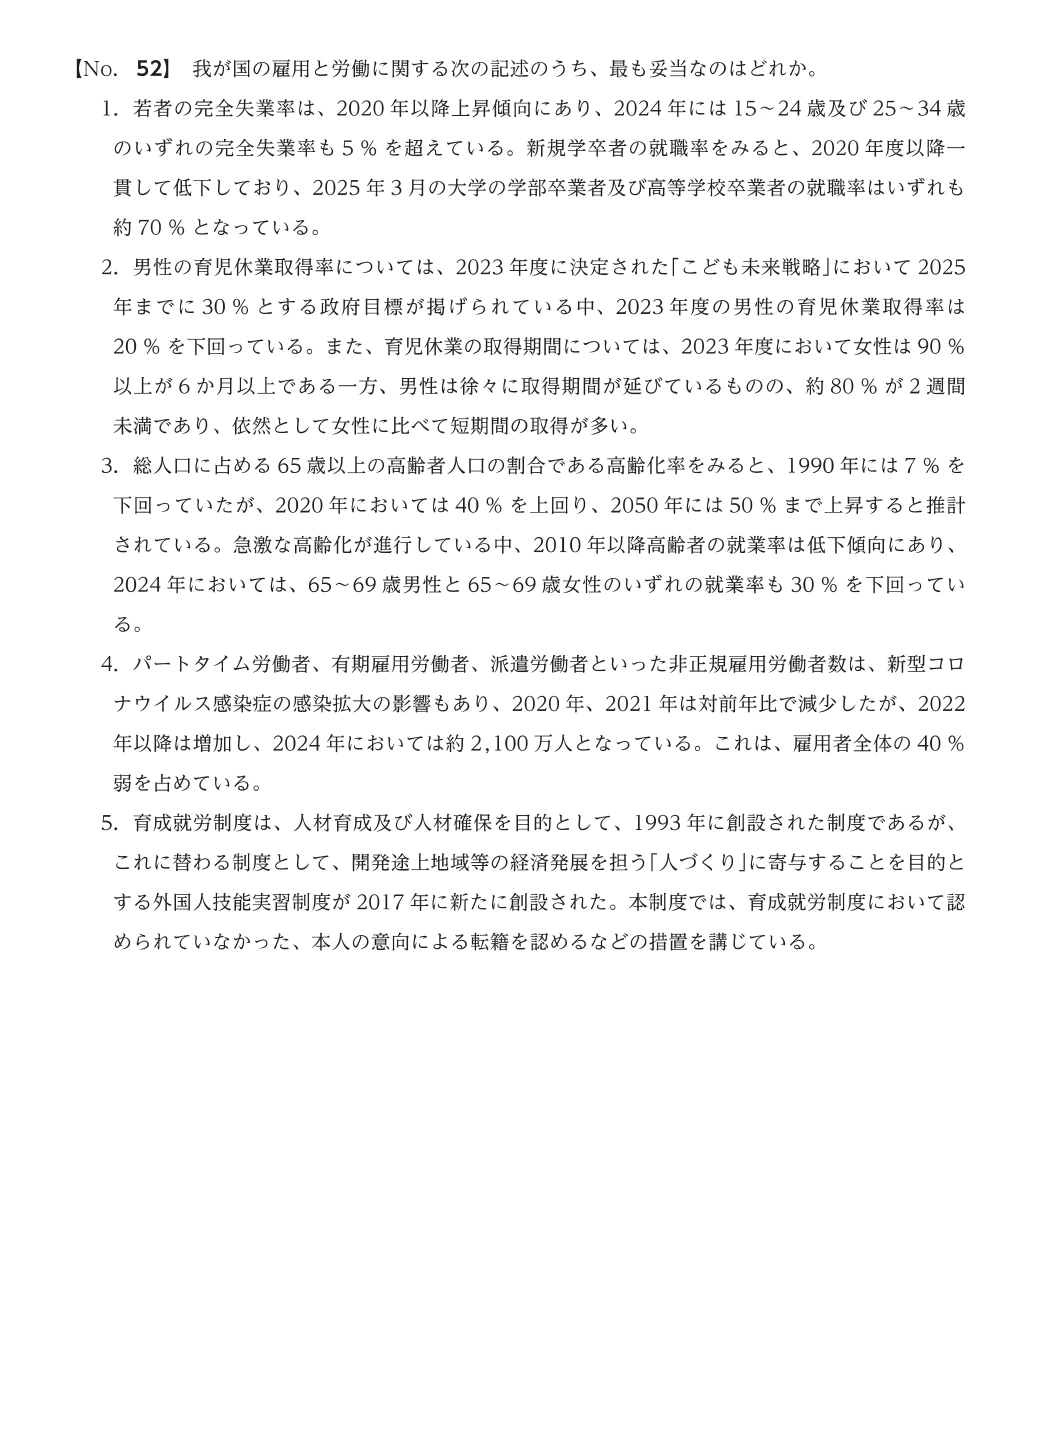 【No. 52】 我が国の雇用と労働に関する次の記述のうち、最も妥当なのはどれか。
1. 若者の完全失業率は、2020 年以降上昇傾向にあり、2024 年には 15～24 歳及び 25～34 歳
のいずれの完全失業率も 5 % を超えている。新規学卒者の就職率をみると、2020 年度以降一
貫して低下しており、2025 年 3 月の大学の学部卒業者及び高等学校卒業者の就職率はいずれも
約 70 % となっている。
2. 男性の育児休業取得率については、2023 年度に決定された「こども未来戦略」において 2025
年までに 30 % とする政府目標が掲げられている中、2023 年度の男性の育児休業取得率は
20 % を下回っている。また、育児休業の取得期間については、2023 年度において女性は 90 %
以上が 6 か月以上である一方、男性は徐々に取得期間が延びているものの、約 80 % が 2 週間
未満であり、依然として女性に比べて短期間の取得が多い。
3. 総人口に占める 65 歳以上の高齢者人口の割合である高齢化率をみると、1990 年には 7 % を
下回っていたが、2020 年においては 40 % を上回り、2050 年には 50 % まで上昇すると推計
されている。急激な高齢化が進行している中、2010 年以降高齢者の就業率は低下傾向にあり、
2024 年においては、65～69 歳男性と 65～69 歳女性のいずれの就業率も 30 % を下回ってい
る。
4. パートタイム労働者、有期雇用労働者、派遣労働者といった非正規雇用労働者数は、新型コロ
ナウイルス感染症の感染拡大の影響もあり、2020 年、2021 年は対前年比で減少したが、2022
年以降は増加し、2024 年においては約 2,100 万人となっている。これは、雇用者全体の 40 %
弱を占めている。
5. 育成就労制度は、人材育成及び人材確保を目的として、1993 年に創設された制度であるが、
これに替わる制度として、開発途上地域等の経済発展を担う「人づくり」に寄与することを目的と
する外国人技能実習制度が 2017 年に新たに創設された。本制度では、育成就労制度において認
められていなかった、本人の意向による転籍を認めるなどの措置を講じている。